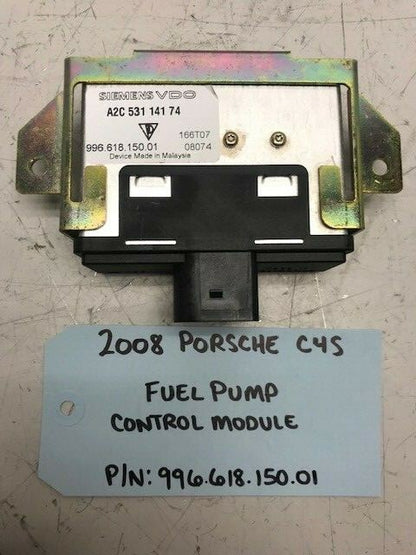 SIEMENS VDO
A2C 531 141 74
166T07
996.618.150.01 08074
Device Made in Malaysia
2008 PORSCHE C4S
FUEL PUMP
CONTROL MODULE
P/N: 996.618.150.01